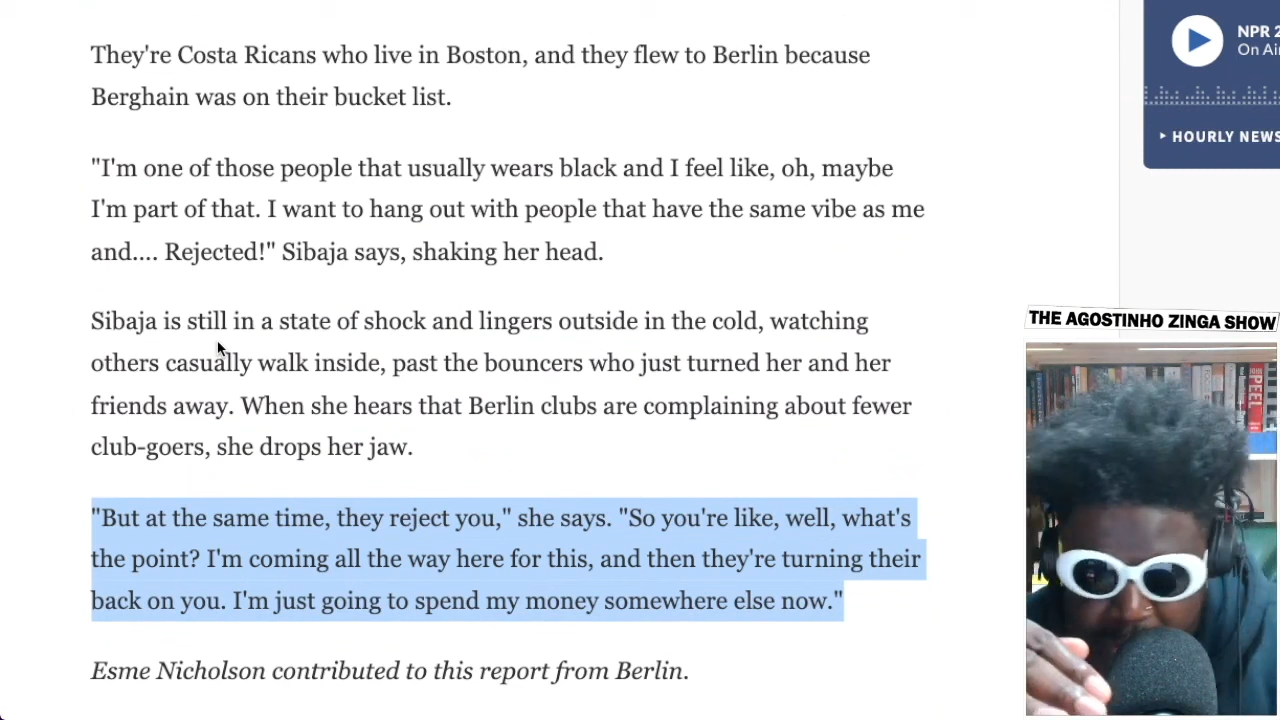 They're Costa Ricans who live in Boston, and they flew to Berlin because
Berghain was on their bucket list.
"I'm one of those people that usually wears black and I feel like, oh, maybe
I'm part of that. I want to hang out with people that have the same vibe as me
and.... Rejected!" Sibaja says, shaking her head.
Sibaja is still in a state of shock and lingers outside in the cold, watching
others casually walk inside, past the bouncers who just turned her and her
friends away. When she hears that Berlin clubs are complaining about fewer
club-goers, she drops her jaw.
"But at the same time, they reject you," she says. "So you're like, well, what's
the point? I'm coming all the way here for this, and then they're turning their
back on you. I'm just going to spend my money somewhere else now."
Esme Nicholson contributed to this report from Berlin.
NPR 2
On Ai
HOURLY NEWS
THE AGOSTINHO ZINGA SHOW
PEEL